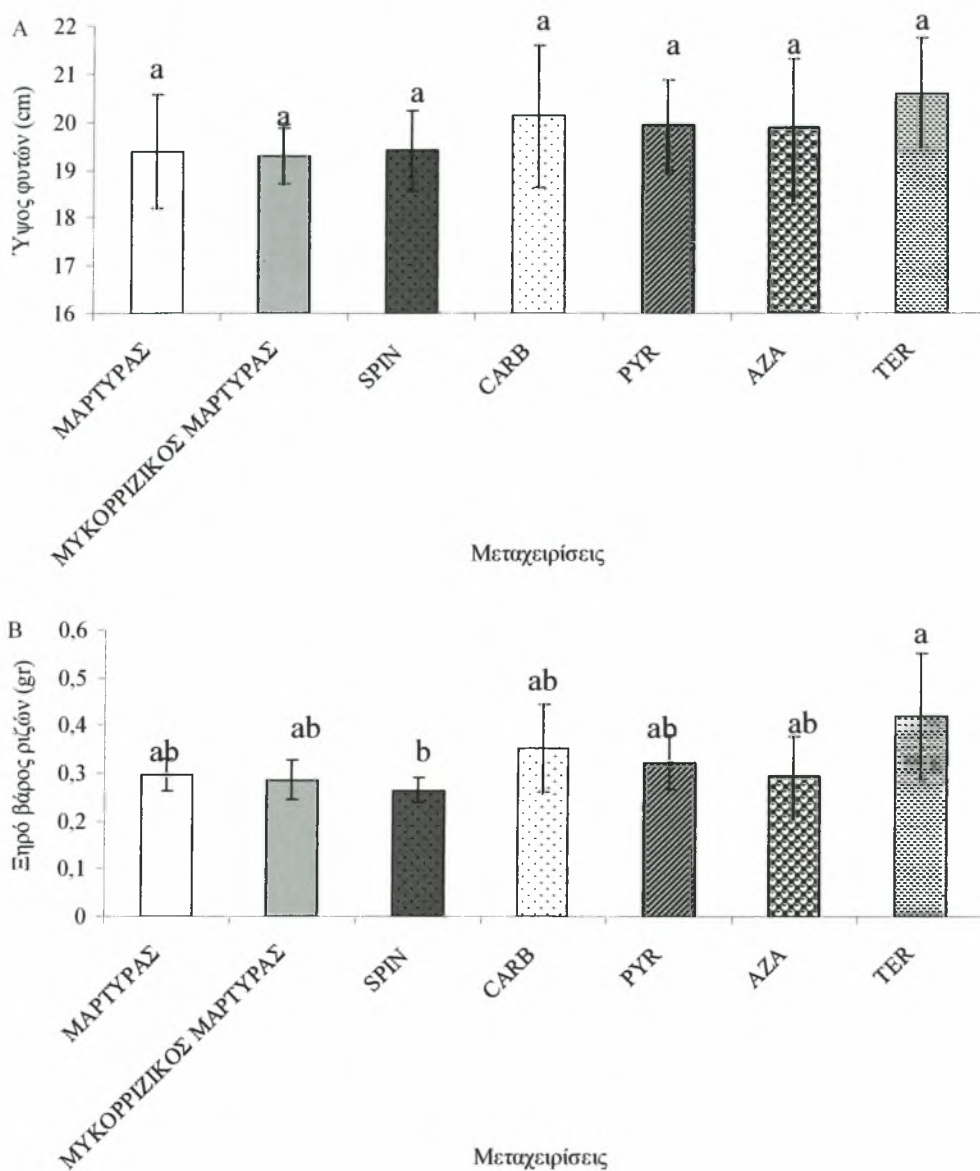 A
Ύψος φυτών (cm)
22
21
20
19
18
17
16
a a a a a a a
ΜΑΡΤΥΡΑΣ
ΜΥΚΟΡΡΙΖΙΚΟΣ ΜΑΡΤΥΡΑΣ
SPIN
CARB
PYR
AZA
TER
Μεταχειρίσεις
B
Ξηρό βάρος ριζών (gr)
0,6
0,5
0,4
0,3
0,2
0,1
0
ab ab b ab ab ab a
ΜΑΡΤΥΡΑΣ
ΜΥΚΟΡΡΙΖΙΚΟΣ ΜΑΡΤΥΡΑΣ
SPIN
CARB
PYR
AZA
TER
Μεταχειρίσεις